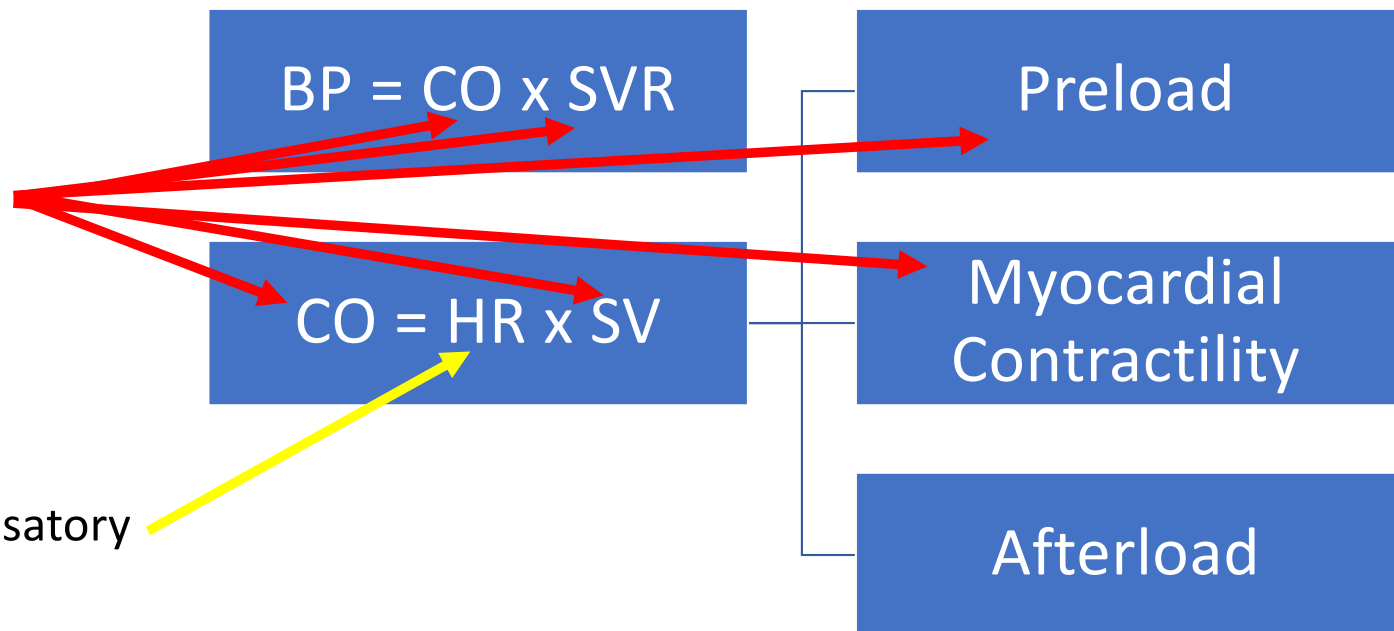 BP = CO x SVR
Preload
CO = HR x SV
Myocardial
Contractility
satory
Afterload